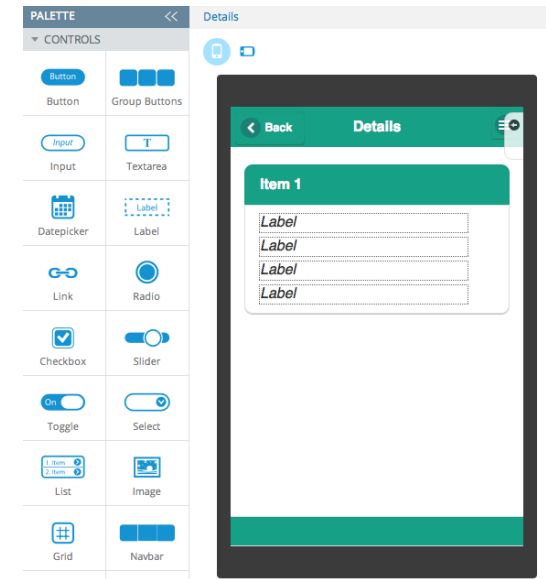 PALETTE <<
Details
CONTROLS
Button
Button Group Buttons
Input T
Input Textarea
Label
Datepicker Label
Link Radio
Checkbox Slider
On
Toggle Select
1. Item
2. Item
List Image
Grid Navbar
Back Details
Item 1
Label
Label
Label
Label